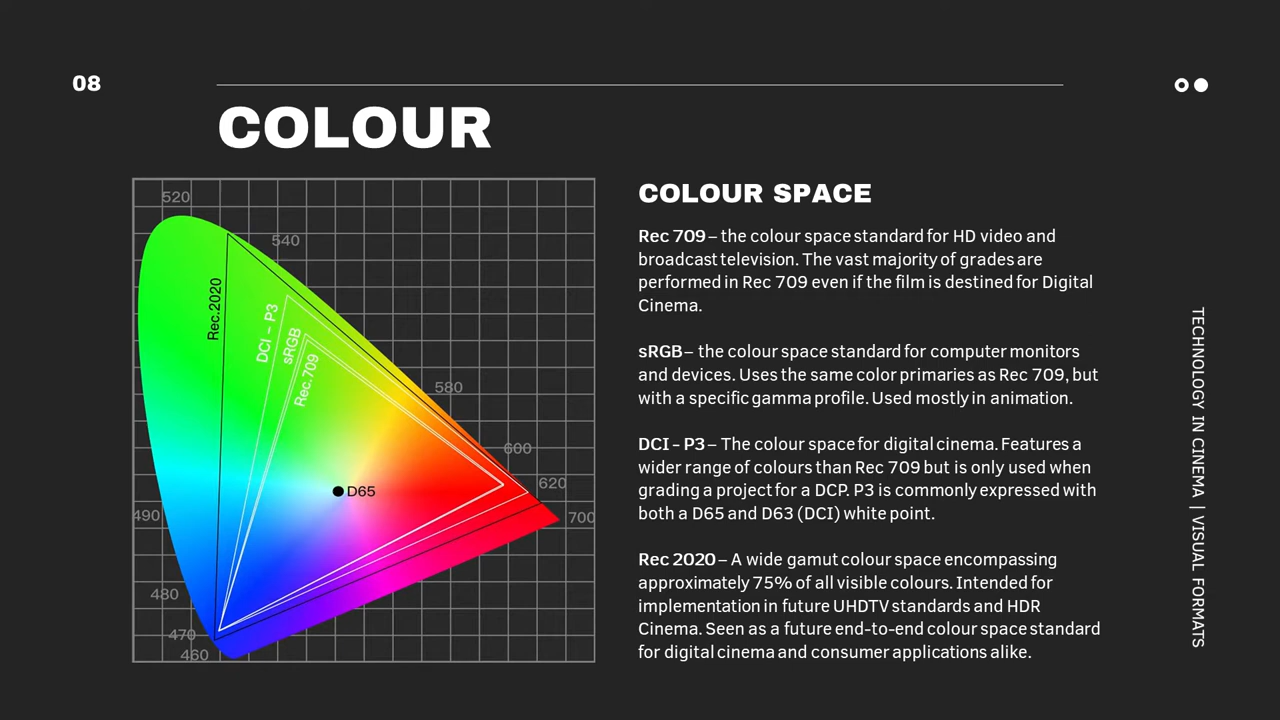 08
COLOUR
520
540
580
600
620
700
490
480
470
460
Rec.2020
DCI - P3
sRGB
Rec.709
D65
COLOUR SPACE
Rec 709 – the colour space standard for HD video and
broadcast television. The vast majority of grades are
performed in Rec 709 even if the film is destined for Digital
Cinema.
sRGB – the colour space standard for computer monitors
and devices. Uses the same color primaries as Rec 709, but
with a specific gamma profile. Used mostly in animation.
DCI - P3 – The colour space for digital cinema. Features a
wider range of colours than Rec 709 but is only used when
grading a project for a DCP. P3 is commonly expressed with
both a D65 and D63 (DCI) white point.
Rec 2020 – A wide gamut colour space encompassing
approximately 75% of all visible colours. Intended for
implementation in future UHDTV standards and HDR
Cinema. Seen as a future end-to-end colour space standard
for digital cinema and consumer applications alike.
TECHNOLOGY IN CINEMA | VISUAL FORMATS